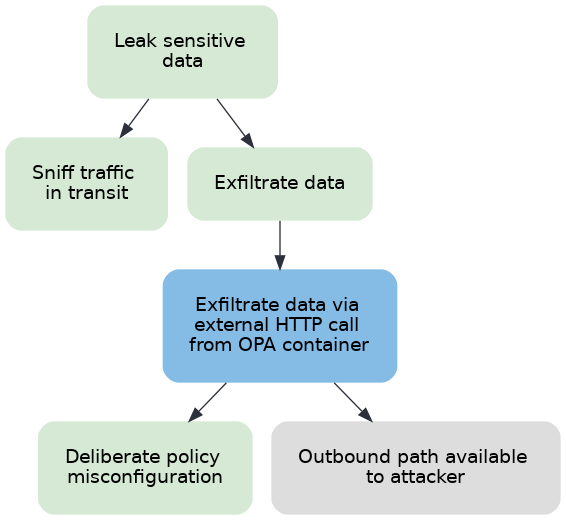 Leak sensitive
data
Sniff traffic
in transit
Exfiltrate data
Exfiltrate data via
external HTTP call
from OPA container
Deliberate policy
misconfiguration
Outbound path available
to attacker